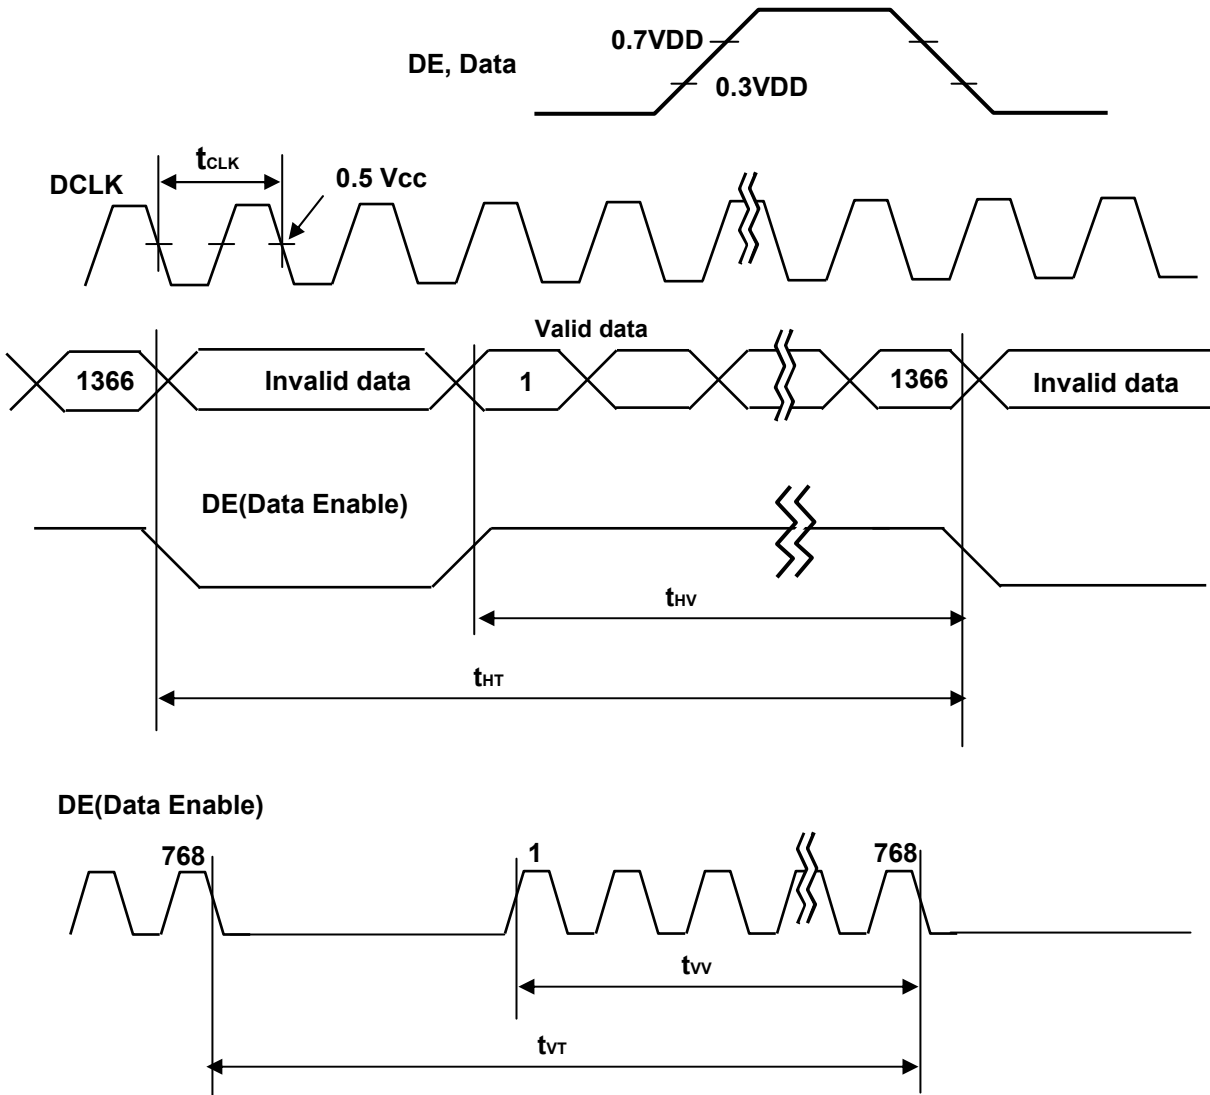 0.7VDD
DE, Data
0.3VDD
tCLK
DCLK
0.5 Vcc
Valid data
1366
Invalid data
1
1366
Invalid data
DE(Data Enable)
tHV
tHT
DE(Data Enable)
768
1
768
tVV
tVT